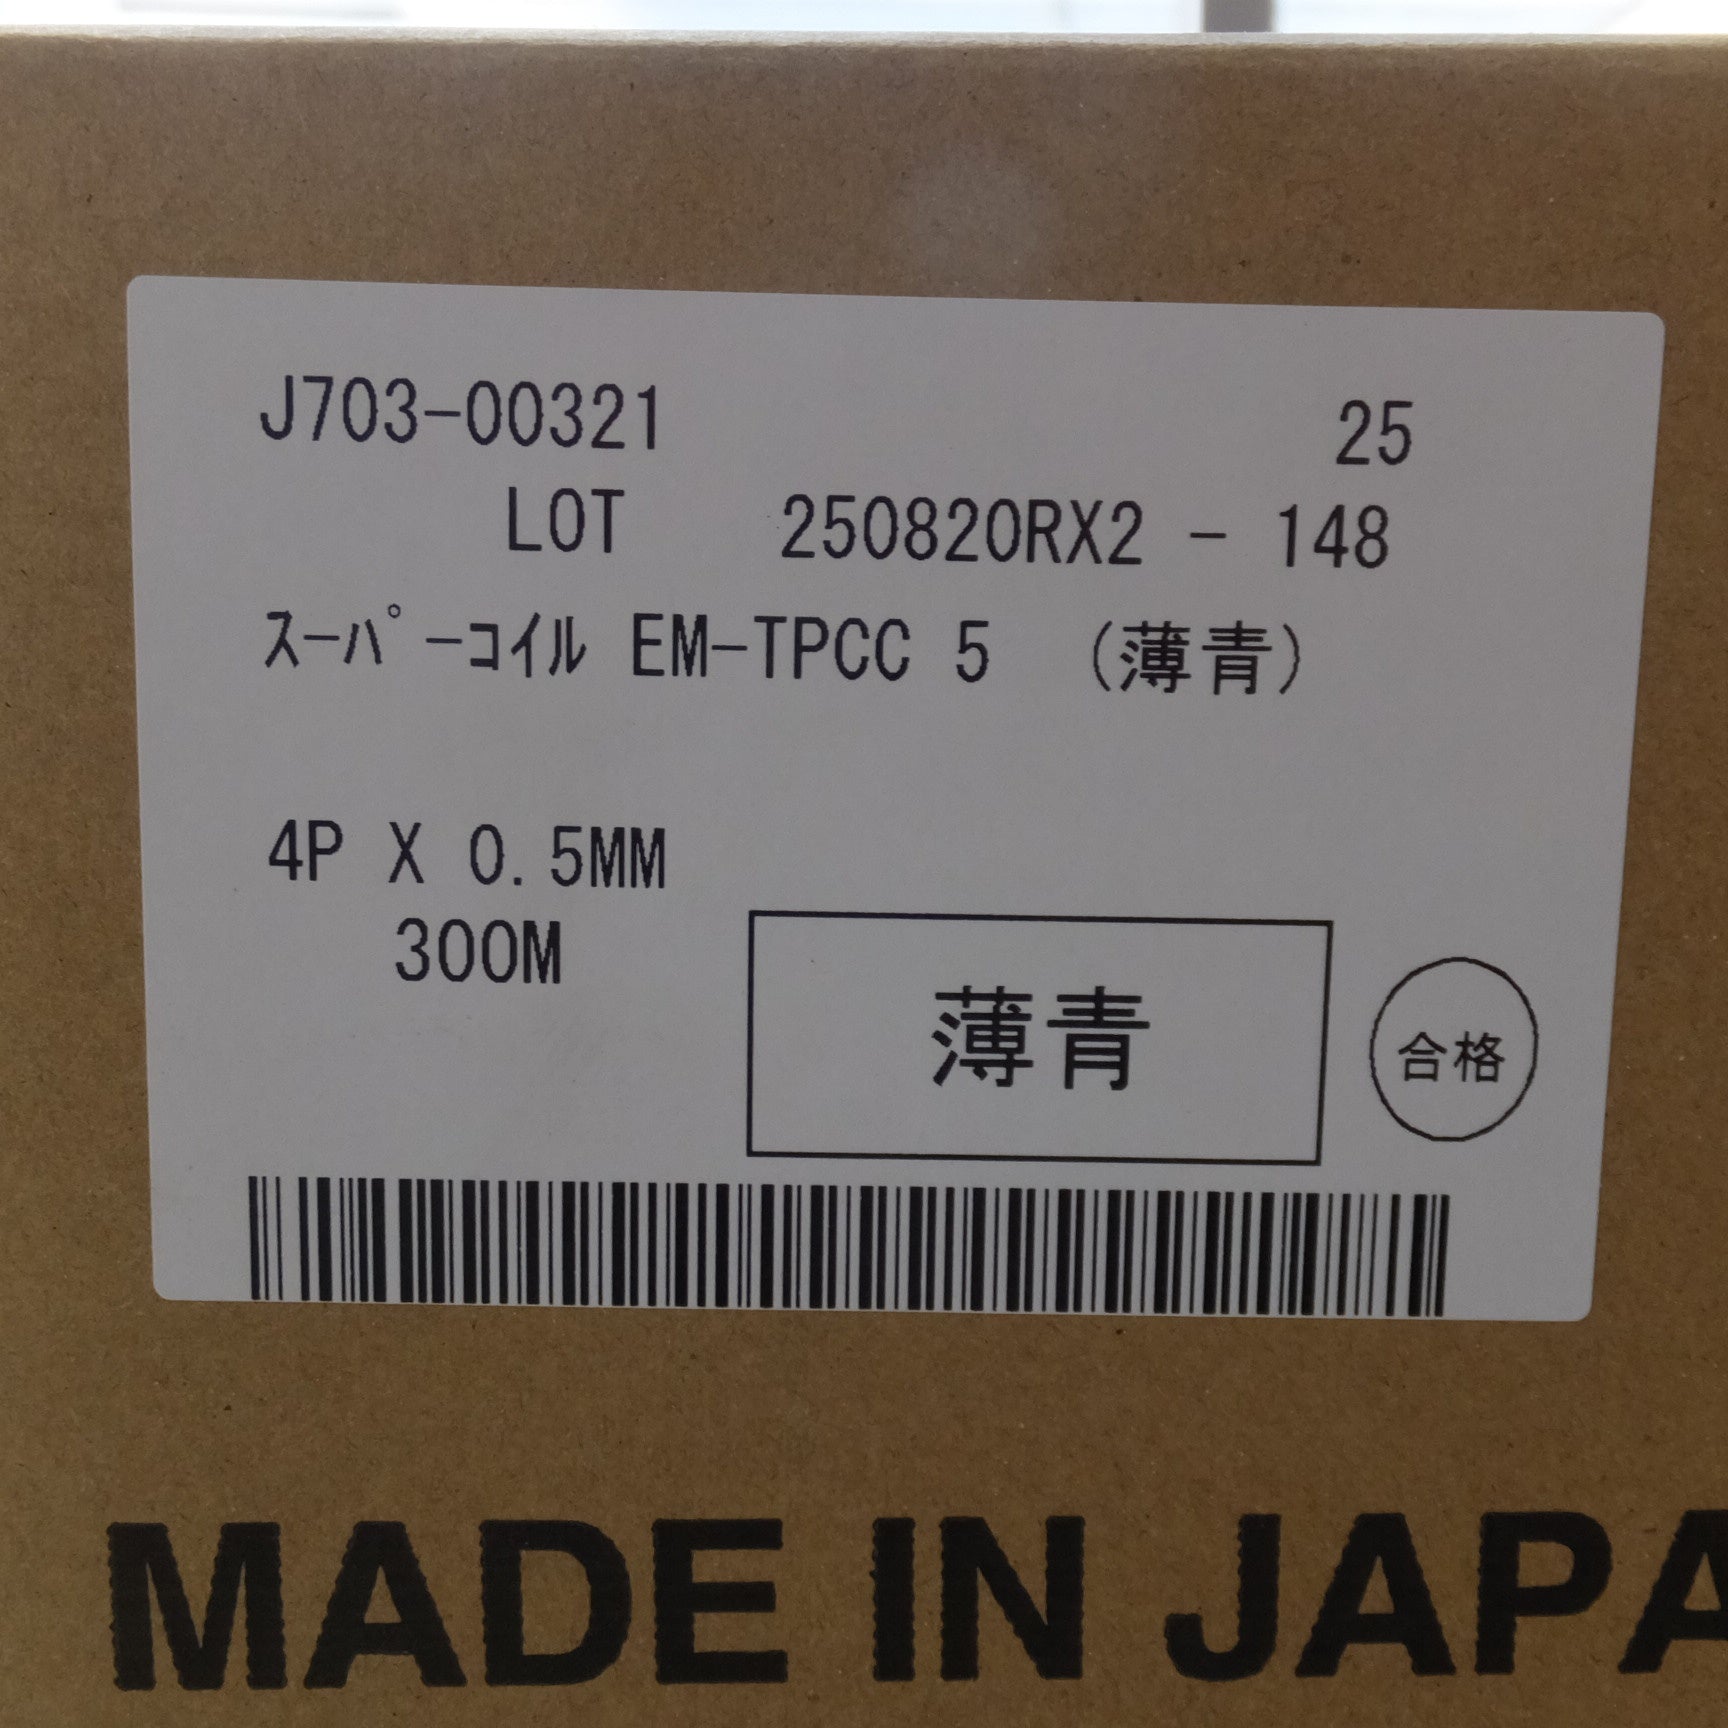 J703-00321 25
LOT 250820RX2 - 148
ｽｰﾊﾟｰｺｲﾙ EM-TPCC 5 (薄青)
4P X 0.5MM
300M
薄青
合格
MADE IN JAPA